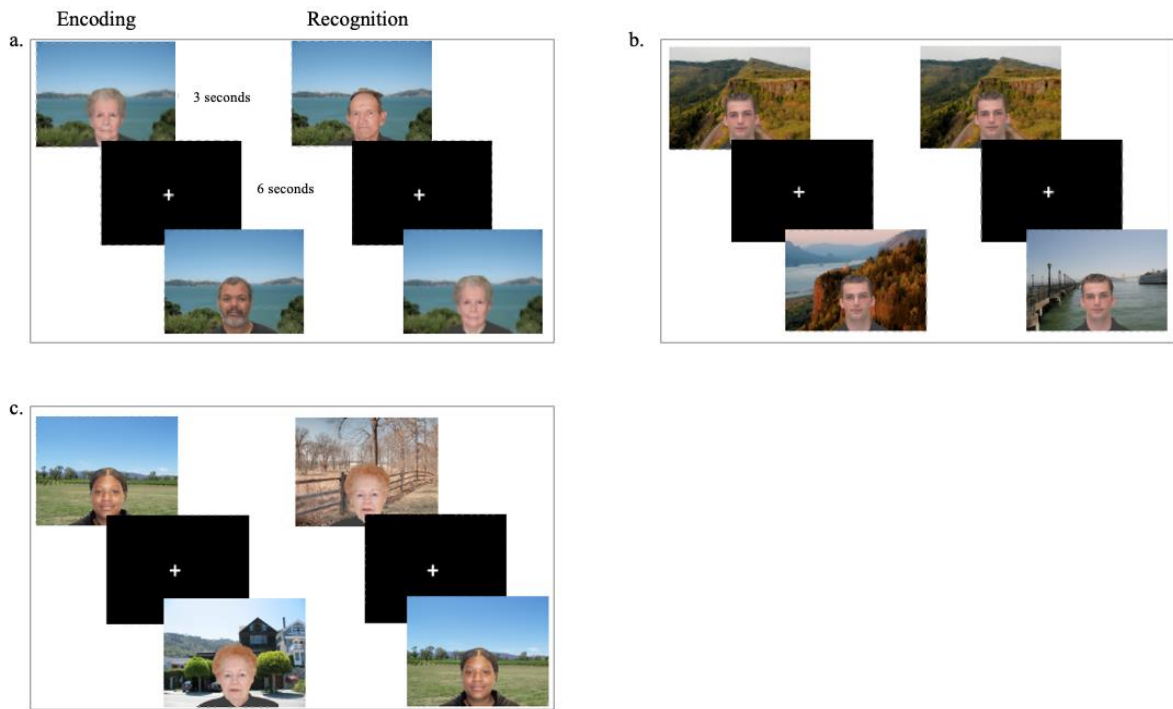 Encoding
Recognition
a.
3 seconds
6 seconds
b.
c.